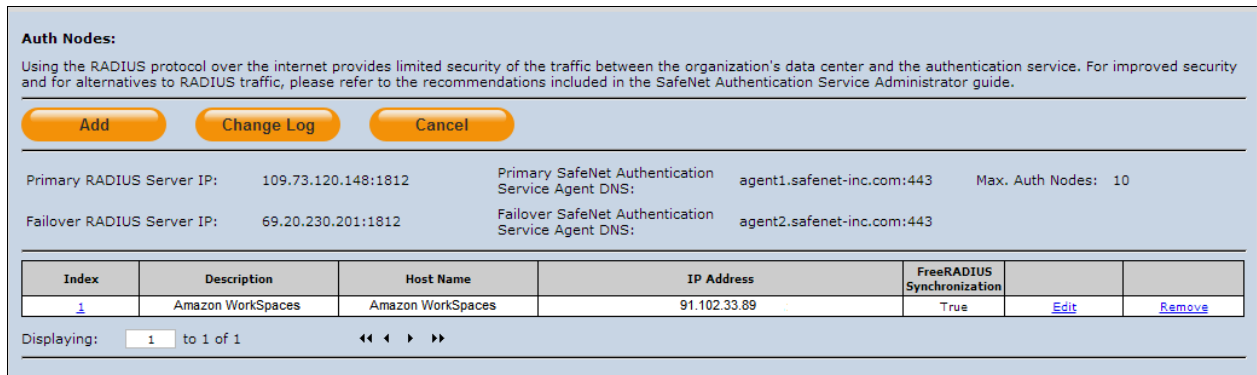 Auth Nodes:
Using the RADIUS protocol over the internet provides limited security of the traffic between the organization's data center and the authentication service. For improved security
and for alternatives to RADIUS traffic, please refer to the recommendations included in the SafeNet Authentication Service Administrator guide.
Add Change Log Cancel
Primary RADIUS Server IP: 109.73.120.148:1812 Primary SafeNet Authentication Service Agent DNS: agent1.safenet-inc.com:443 Max. Auth Nodes: 10
Failover RADIUS Server IP: 69.20.230.201:1812 Failover SafeNet Authentication Service Agent DNS: agent2.safenet-inc.com:443
Index Description Host Name IP Address FreeRADIUS Synchronization
1 Amazon WorkSpaces Amazon WorkSpaces 91.102.33.89 True Edit Remove
Displaying: 1 to 1 of 1